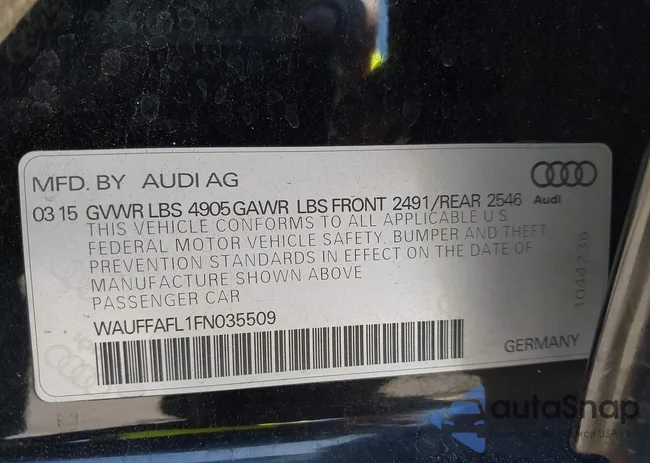 MFD. BY AUDI AG
03 15 GVWR LBS 4905 GAWR LBS FRONT 2491/REAR 2546
Audi
THIS VEHICLE CONFORMS TO ALL APPLICABLE U S
FEDERAL MOTOR VEHICLE SAFETY, BUMPER AND THEFT
PREVENTION STANDARDS IN EFFECT ON THE DATE OF
MANUFACTURE SHOWN ABOVE
PASSENGER CAR
WAUFFAFL1FN035509
GERMANY
1044236
autoSnap